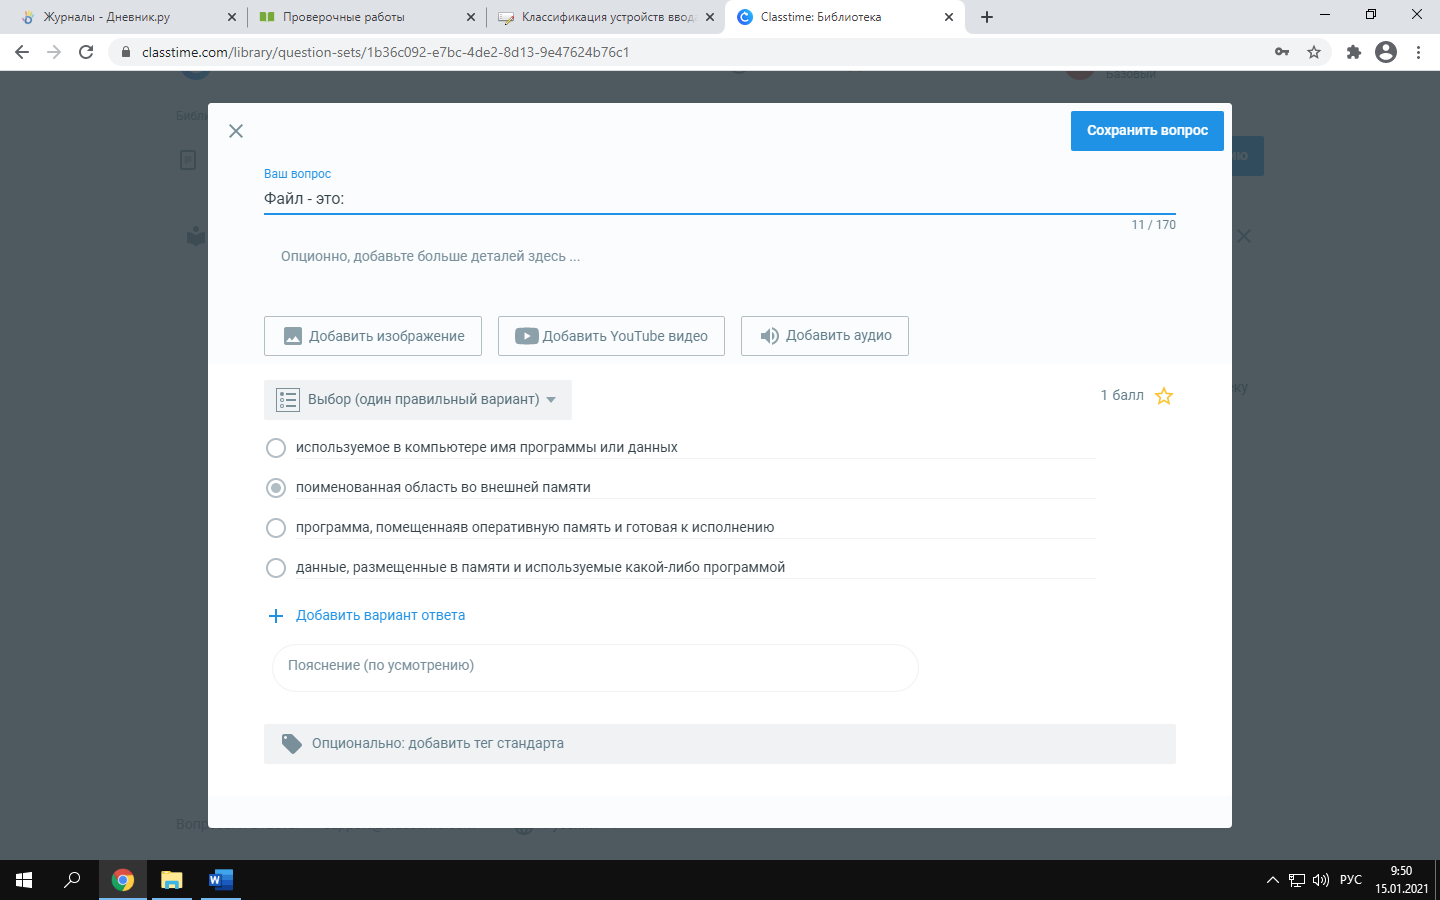 Журналы - Дневник.ру
Проверочные работы
Классификация устройств ввода
Classtime: Библиотека
classtime.com/library/question-sets/1b36c092-e7bc-4de2-8d13-9e47624b76c1
Базовый
Сохранить вопрос
Ваш вопрос
Файл - это:
11 / 170
Опционно, добавьте больше деталей здесь ...
Добавить изображение
Добавить YouTube видео
Добавить аудио
Выбор (один правильный вариант)
1 балл
используемое в компьютере имя программы или данных
поименованная область во внешней памяти
программа, помещеннаяв оперативную память и готовая к исполнению
данные, размещенные в памяти и используемые какой-либо программой
Добавить вариант ответа
Пояснение (по усмотрению)
Опционально: добавить тег стандарта
РУС
9:50
15.01.2021